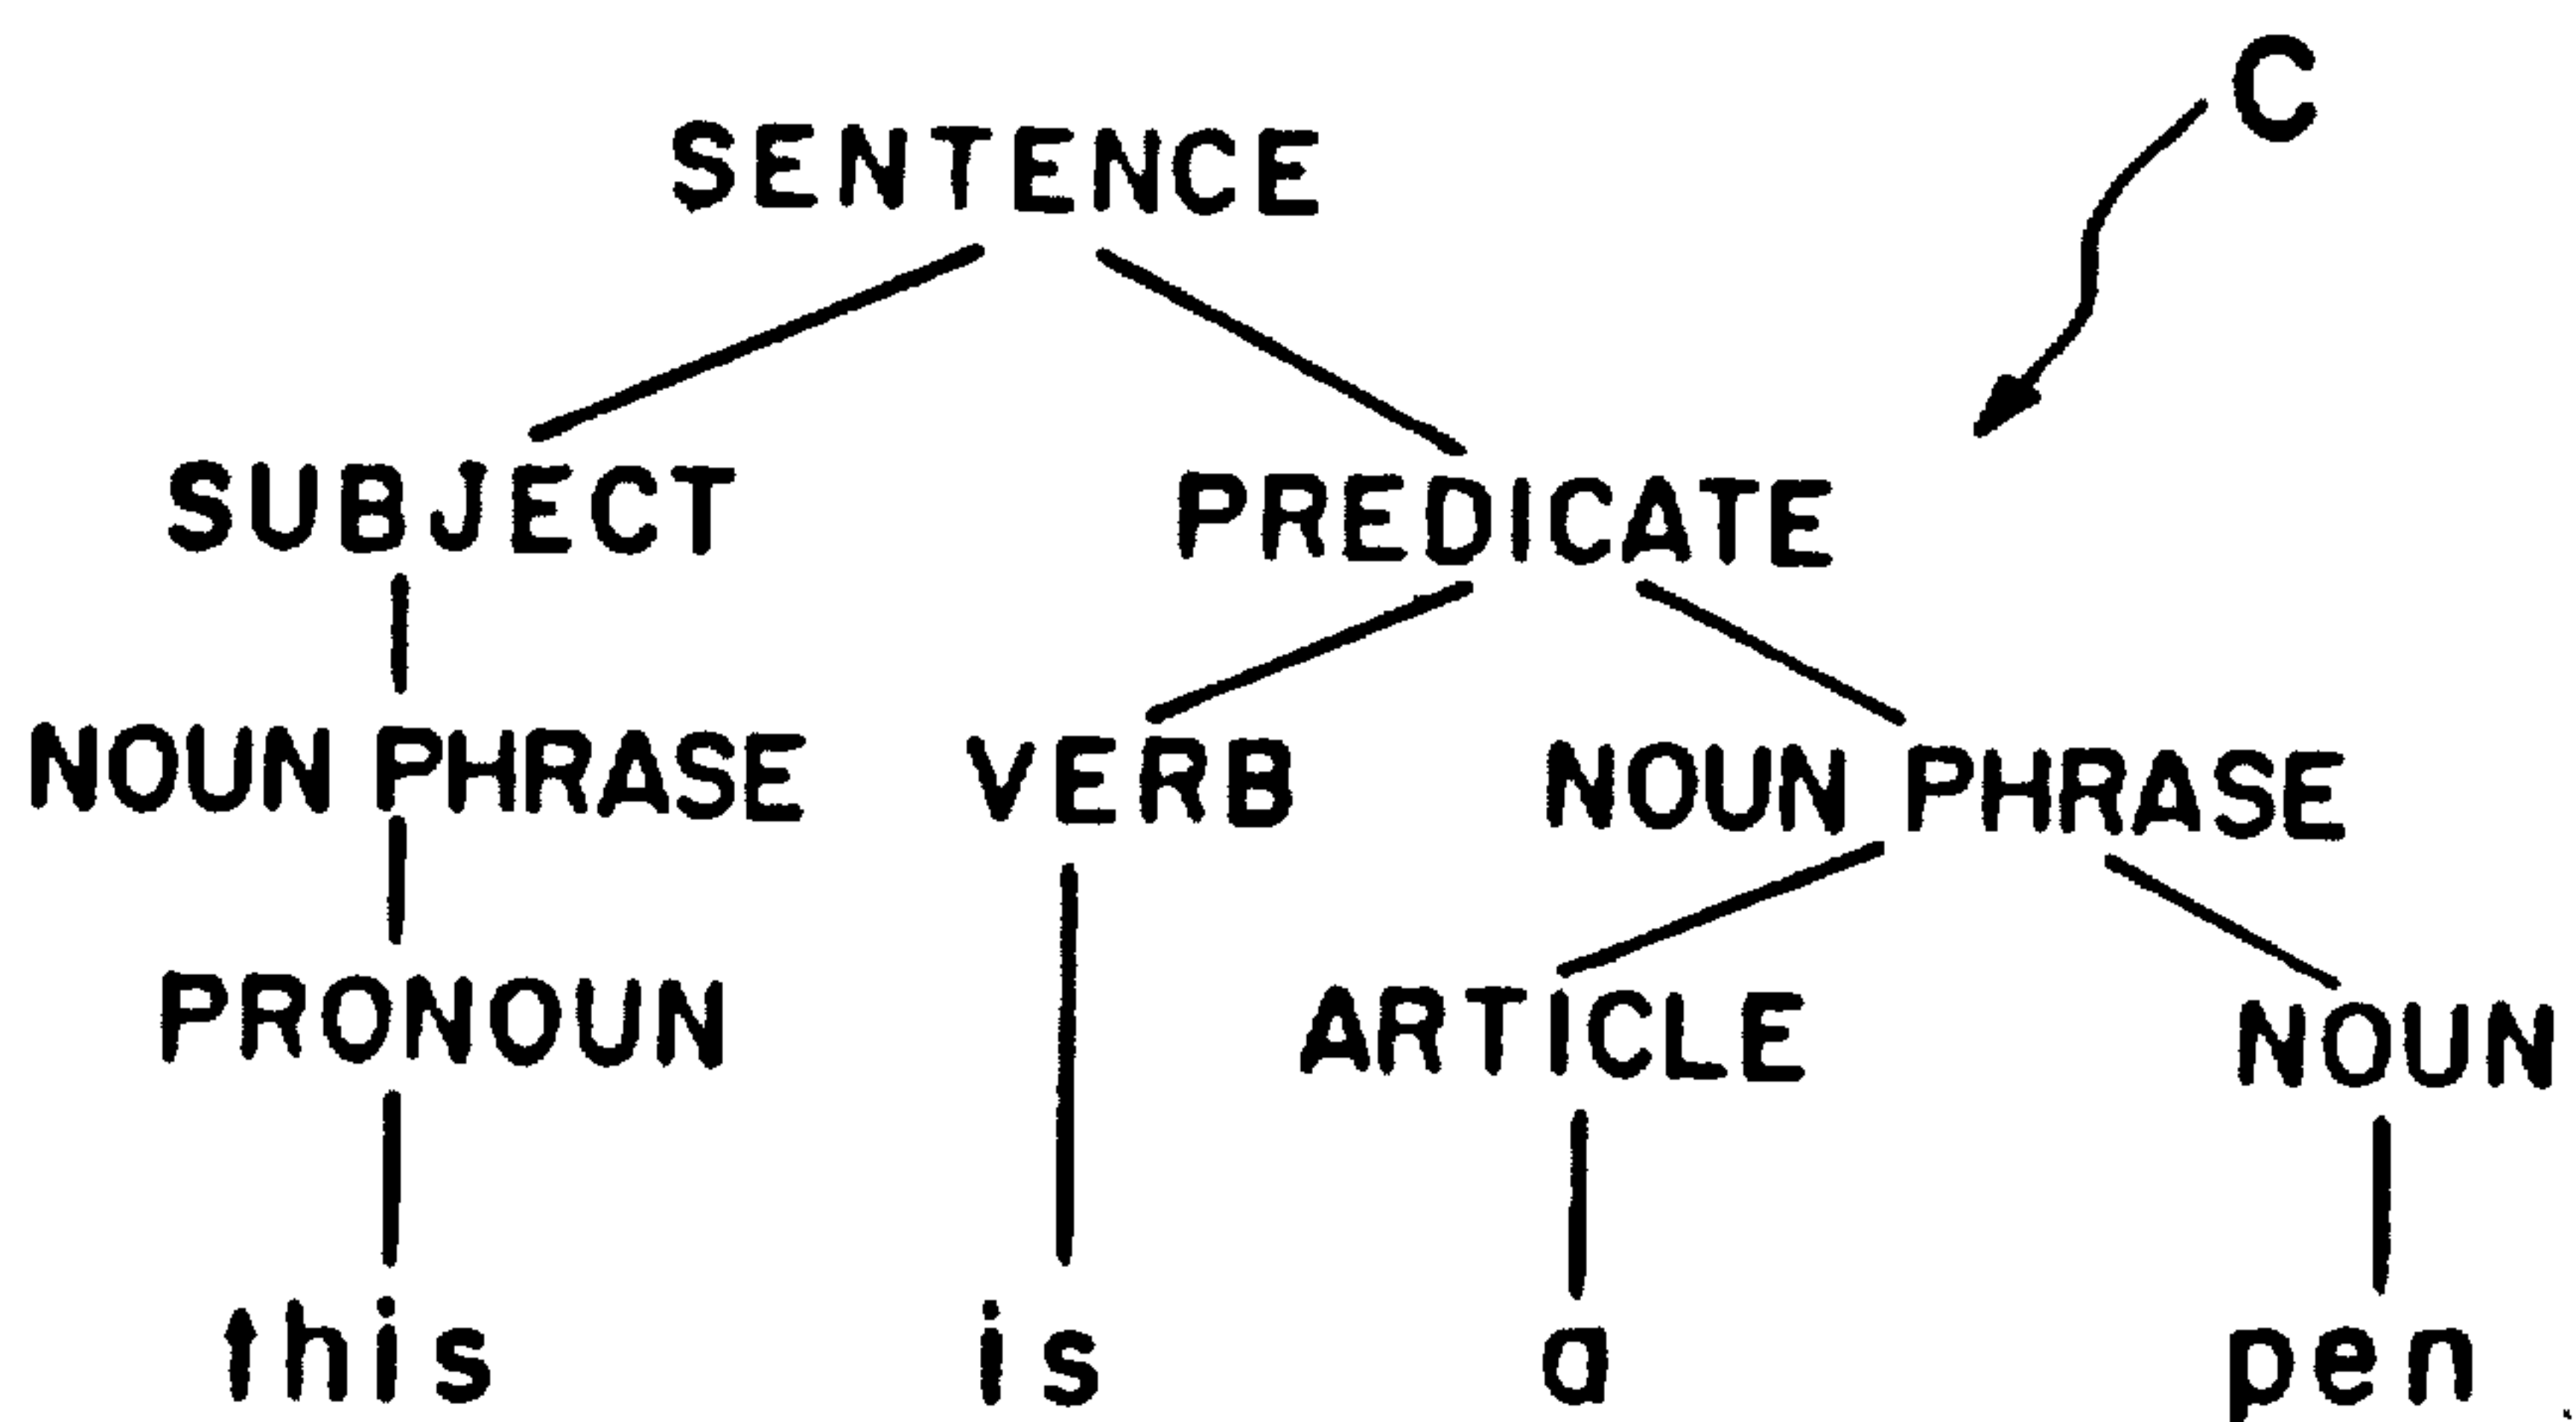 C
SENTENCE
SUBJECT PREDICATE
NOUN PHRASE VERB NOUN PHRASE
PRONOUN ARTICLE NOUN
this is a pen